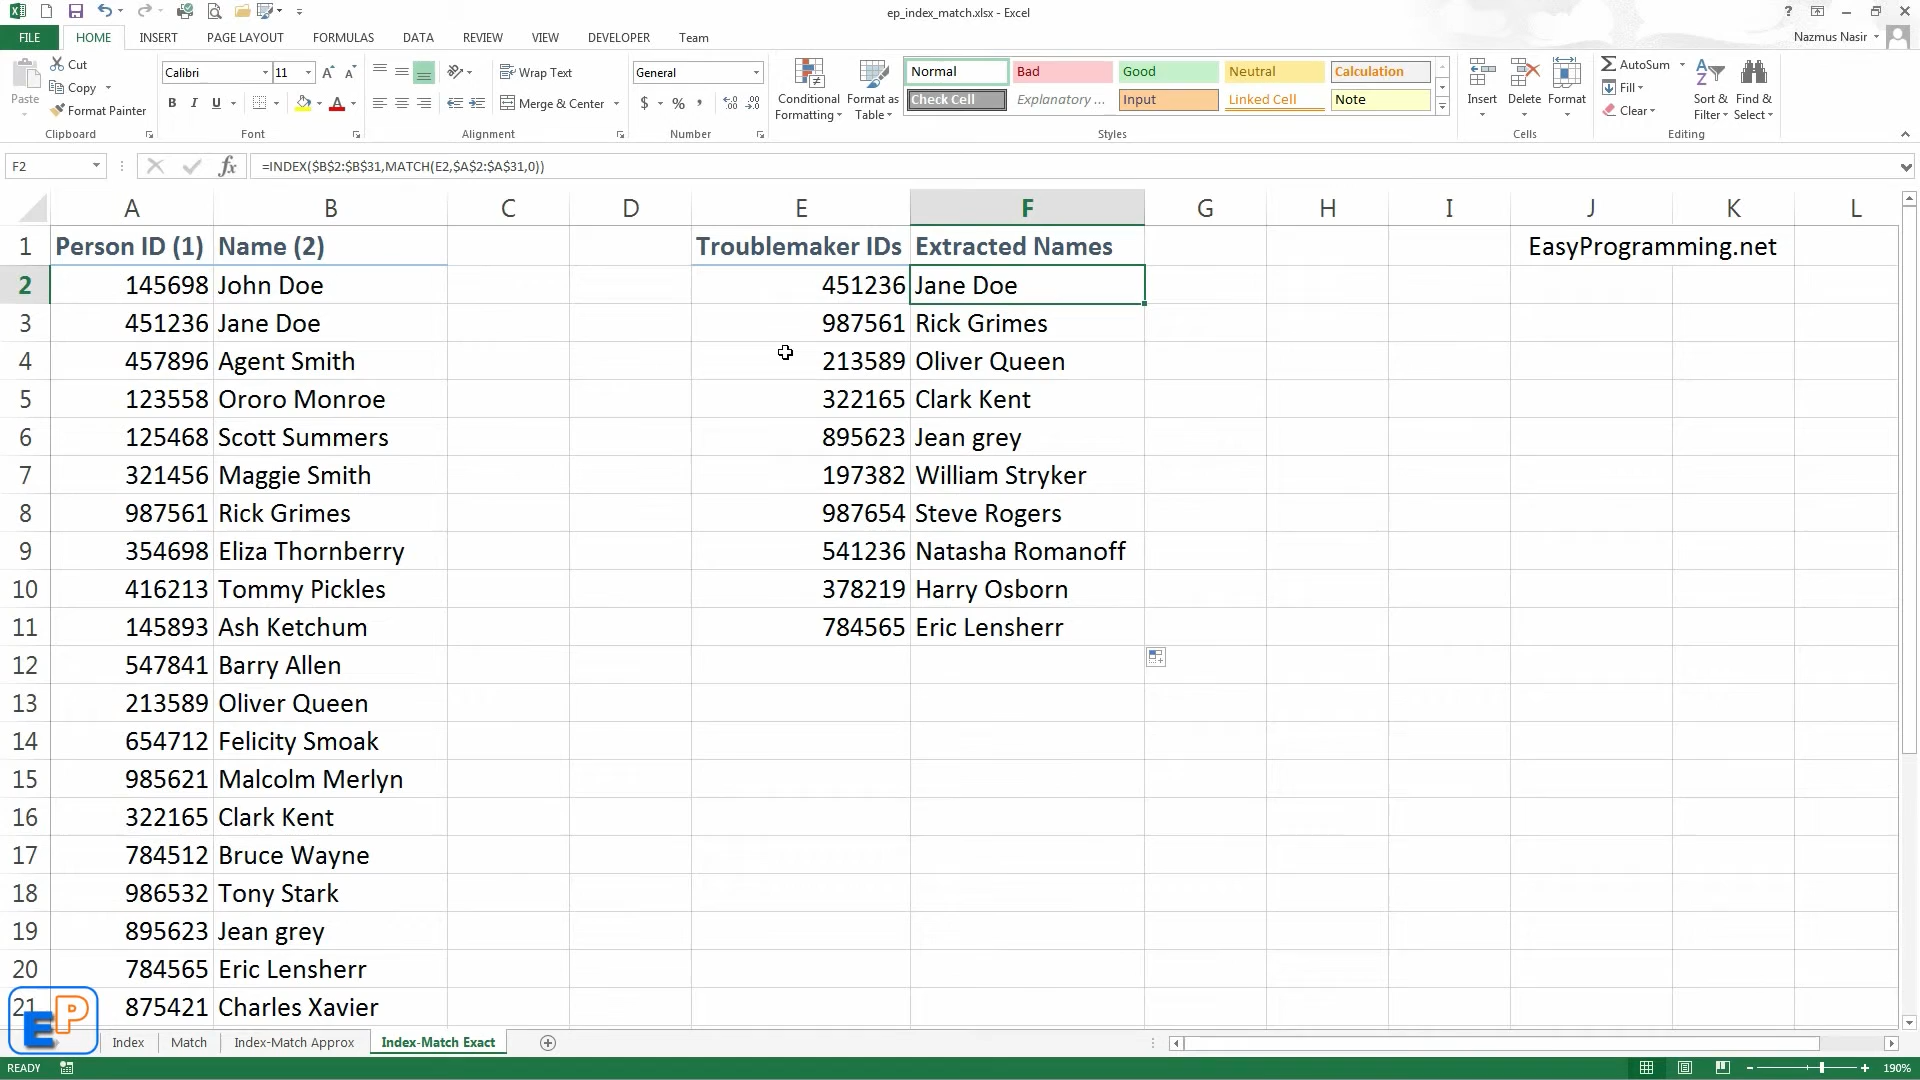 ep_index_match.xlsx - Excel
FILE HOME INSERT PAGE LAYOUT FORMULAS DATA REVIEW VIEW DEVELOPER Team Nazmus Nasir
Paste Cut Copy Format Painter
Clipboard
Calibri 11
B I U
Font
Wrap Text
Merge & Center
Alignment
General
$ % ,
Number
Conditional Formatting
Format as Table
Normal Bad Good Neutral Calculation
Check Cell Explanatory ... Input Linked Cell Note
Styles
Insert Delete Format
Cells
AutoSum
Fill
Clear
Sort & Filter
Find & Select
Editing
F2 fx =INDEX($B$2:$B$31,MATCH(E2,$A$2:$A$31,0))
A B C D E F G H I J K L
1 Person ID (1) Name (2) Troublemaker IDs Extracted Names EasyProgramming.net
2 145698 John Doe 451236 Jane Doe
3 451236 Jane Doe 987561 Rick Grimes
4 457896 Agent Smith 213589 Oliver Queen
5 123558 Ororo Monroe 322165 Clark Kent
6 125468 Scott Summers 895623 Jean grey
7 321456 Maggie Smith 197382 William Stryker
8 987561 Rick Grimes 987654 Steve Rogers
9 354698 Eliza Thornberry 541236 Natasha Romanoff
10 416213 Tommy Pickles 378219 Harry Osborn
11 145893 Ash Ketchum 784565 Eric Lensherr
12 547841 Barry Allen
13 213589 Oliver Queen
14 654712 Felicity Smoak
15 985621 Malcolm Merlyn
16 322165 Clark Kent
17 784512 Bruce Wayne
18 986532 Tony Stark
19 895623 Jean grey
20 784565 Eric Lensherr
21 875421 Charles Xavier
EP
Index Match Index-Match Approx Index-Match Exact
READY 190%